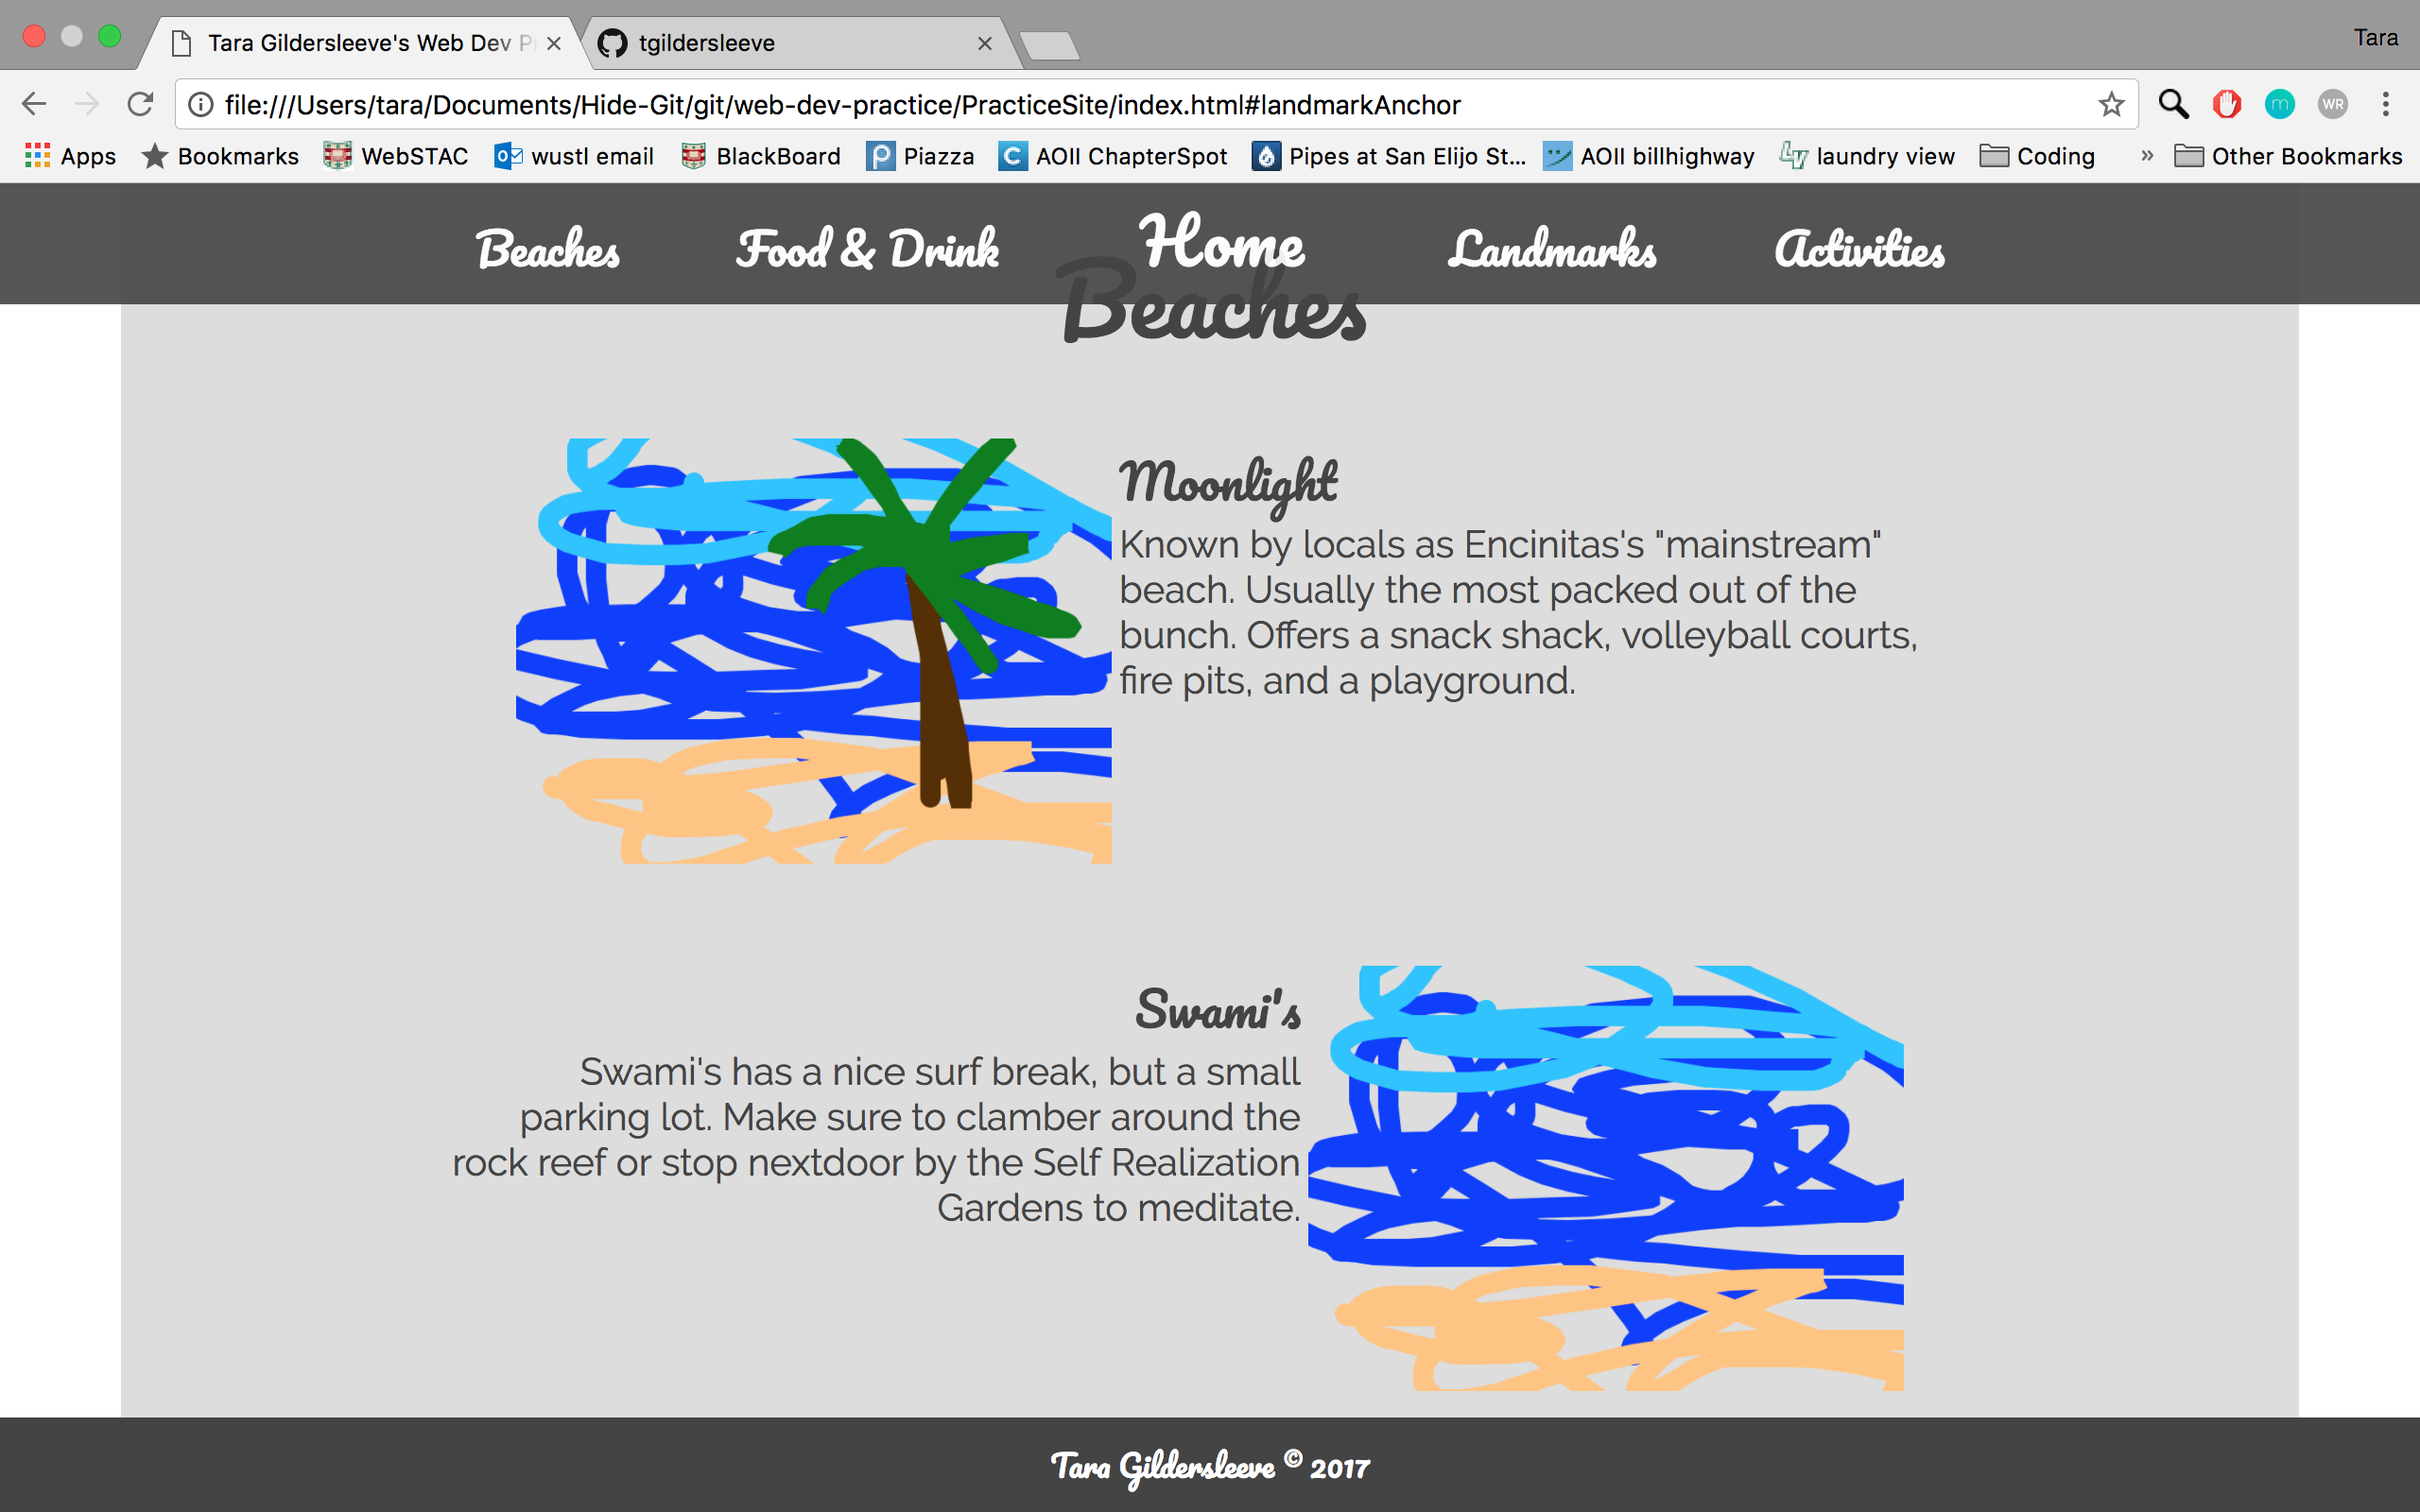 Tara Gildersleeve's Web Dev P
tgildersleeve
Tara
file:///Users/tara/Documents/Hide-Git/git/web-dev-practice/PracticeSite/index.html#landmarkAnchor
m
WR
Apps
Bookmarks
WebSTAC
wustl email
BlackBoard
Piazza
AOII ChapterSpot
Pipes at San Elijo St...
AOII billhighway
laundry view
Coding
»
Other Bookmarks
Beaches
Food & Drink
Home
Landmarks
Activities
Beaches
Moonlight
Known by locals as Encinitas's "mainstream"
beach. Usually the most packed out of the
bunch. Offers a snack shack, volleyball courts,
fire pits, and a playground.
Swami's
Swami's has a nice surf break, but a small
parking lot. Make sure to clamber around the
rock reef or stop nextdoor by the Self Realization
Gardens to meditate.
Tara Gildersleeve © 2017